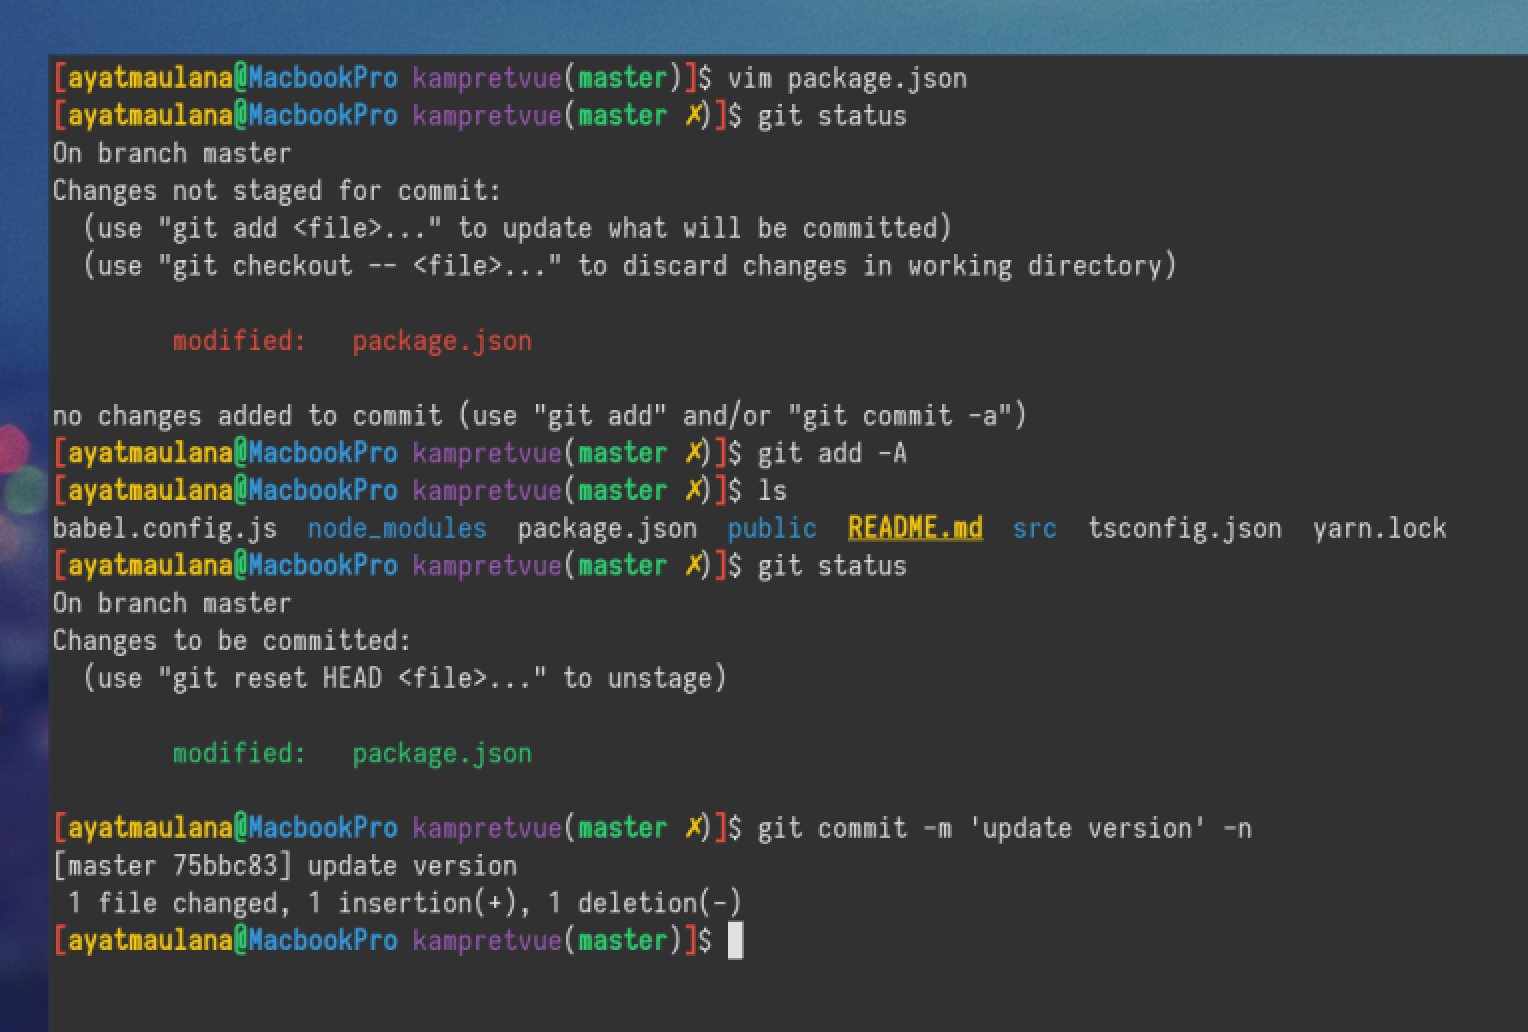 [ayatmaulana@MacbookPro kampretvue(master)]$ vim package.json
[ayatmaulana@MacbookPro kampretvue(master ✗)]$ git status
On branch master
Changes not staged for commit:
  (use "git add <file>..." to update what will be committed)
  (use "git checkout -- <file>..." to discard changes in working directory)
        modified:   package.json
no changes added to commit (use "git add" and/or "git commit -a")
[ayatmaulana@MacbookPro kampretvue(master ✗)]$ git add -A
[ayatmaulana@MacbookPro kampretvue(master ✗)]$ ls
babel.config.js  node_modules  package.json  public  README.md  src  tsconfig.json  yarn.lock
[ayatmaulana@MacbookPro kampretvue(master ✗)]$ git status
On branch master
Changes to be committed:
  (use "git reset HEAD <file>..." to unstage)
        modified:   package.json
[ayatmaulana@MacbookPro kampretvue(master ✗)]$ git commit -m 'update version' -n
[master 75bbc83] update version
 1 file changed, 1 insertion(+), 1 deletion(-)
[ayatmaulana@MacbookPro kampretvue(master)]$